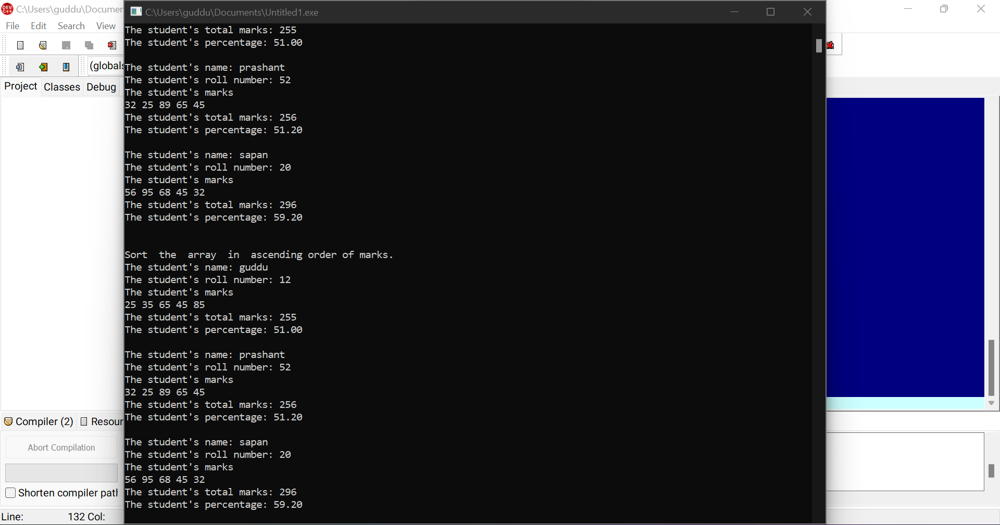 C:\Users\guddu\Documen
File Edit Search View
(globals
Project Classes Debug
Compiler (2) Resour
Abort Compilation
Shorten compiler path
Line: 132 Col:
C:\Users\guddu\Documents\Untitled1.exe
The student's total marks: 255
The student's percentage: 51.00
The student's name: prashant
The student's roll number: 52
The student's marks
32 25 89 65 45
The student's total marks: 256
The student's percentage: 51.20
The student's name: sapan
The student's roll number: 20
The student's marks
56 95 68 45 32
The student's total marks: 296
The student's percentage: 59.20
Sort  the  array  in  ascending order of marks.
The student's name: guddu
The student's roll number: 12
The student's marks
25 35 65 45 85
The student's total marks: 255
The student's percentage: 51.00
The student's name: prashant
The student's roll number: 52
The student's marks
32 25 89 65 45
The student's total marks: 256
The student's percentage: 51.20
The student's name: sapan
The student's roll number: 20
The student's marks
56 95 68 45 32
The student's total marks: 296
The student's percentage: 59.20